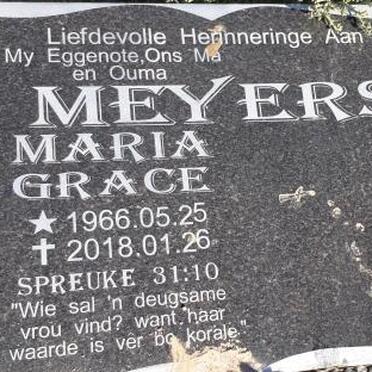 Liefdevolle Herinneringe Aan
My Eggenote, Ons Ma
en Ouma
MEYERS
MARIA
GRACE
★ 1966.05.25
✝ 2018.01.26
SPREUKE 31:10
"Wie sal 'n deugsame
vrou vind? want haar
waarde is ver bo korale"